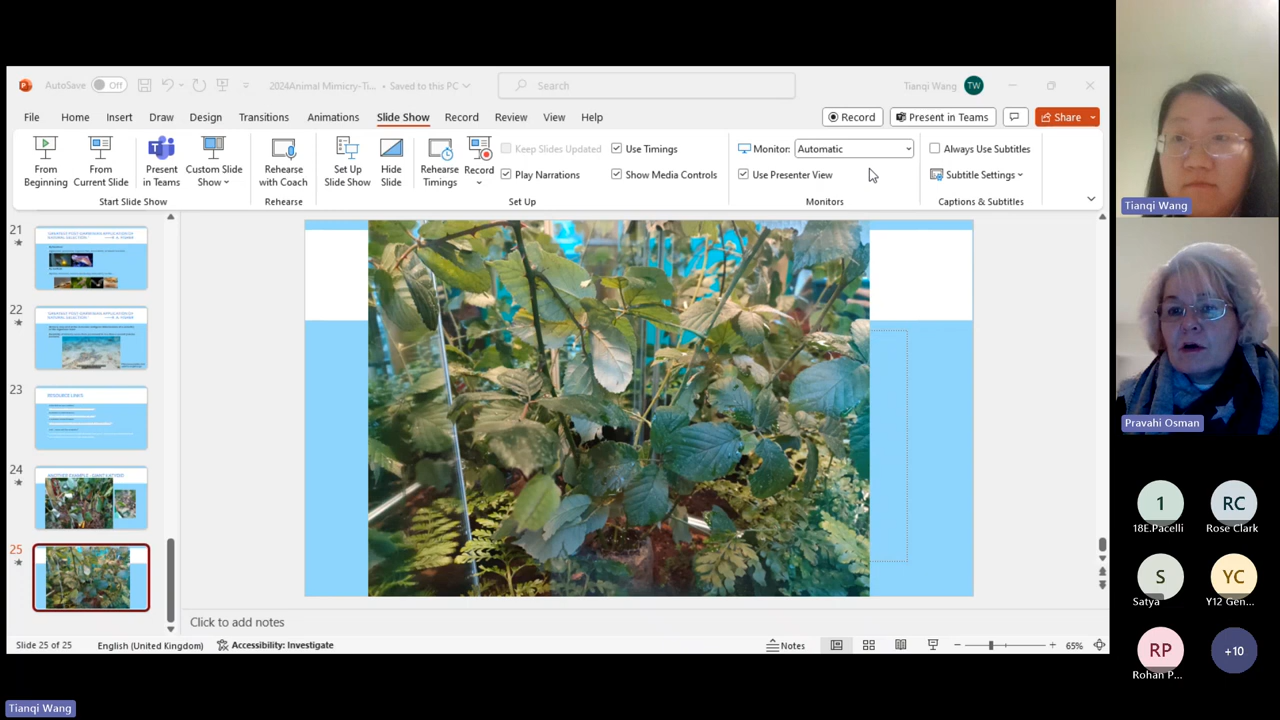 AutoSave Off 2024Animal Mimicry-Ti... • Saved to this PC Search Tianqi Wang TW
File Home Insert Draw Design Transitions Animations Slide Show Record Review View Help Record Present in Teams Share
From Beginning
From Current Slide
Present in Teams
Custom Slide Show
Start Slide Show
Rehearse with Coach
Rehearse
Set Up Slide Show
Hide Slide
Rehearse Timings
Record
Keep Slides Updated
Play Narrations
Use Timings
Show Media Controls
Set Up
Monitor: Automatic
Use Presenter View
Monitors
Always Use Subtitles
Subtitle Settings
Captions & Subtitles
21
22
23
RESOURCE LINKS
24
25
Click to add notes
Slide 25 of 25 English (United Kingdom) Accessibility: Investigate Notes 65%
Tianqi Wang
Tianqi Wang
Pravahi Osman
1
18E.Pacelli
RC
Rose Clark
S
Satya
YC
Y12 Gen...
RP
Rohan P...
+10